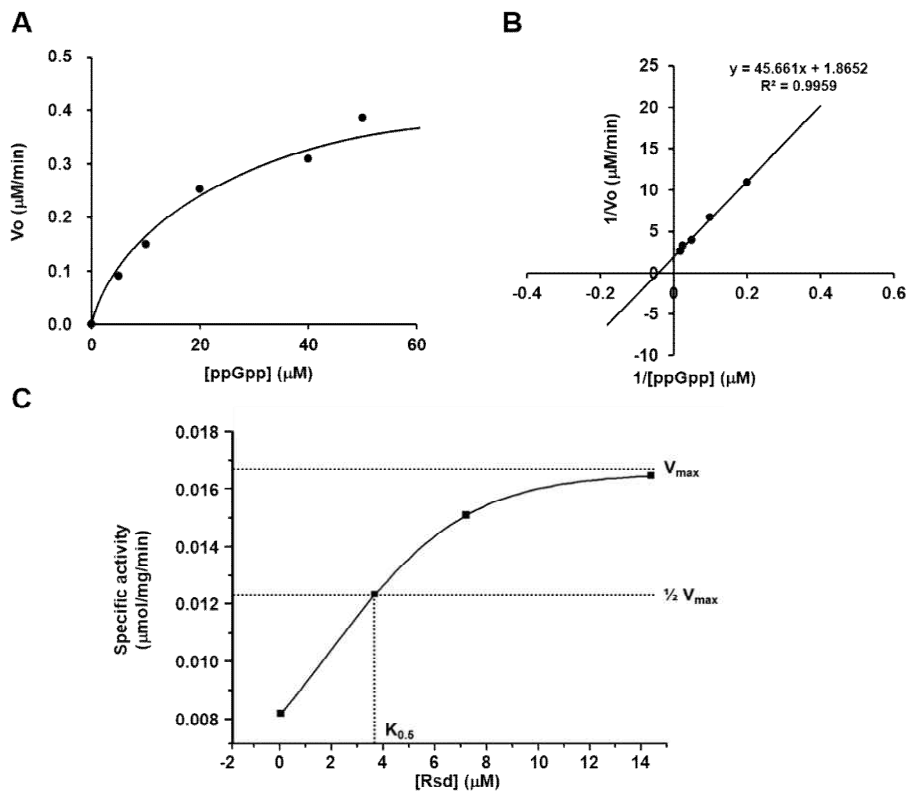 A
0.5
0.4
0.3
0.2
0.1
0.0
Vo (µM/min)
0
20
40
60
[ppGpp] (µM)
B
y = 45.661x + 1.8652
R² = 0.9959
25
20
15
10
5
0
-5
-10
1/Vo (µM/min)
-0.4
-0.2
0
0.2
0.4
0.6
1/[ppGpp] (µM)
C
0.018
0.016
0.014
0.012
0.010
0.008
Specific activity
(µmol/mg/min)
Vmax
½ Vmax
K0.5
-2
0
2
4
6
8
10
12
14
[Rsd] (µM)